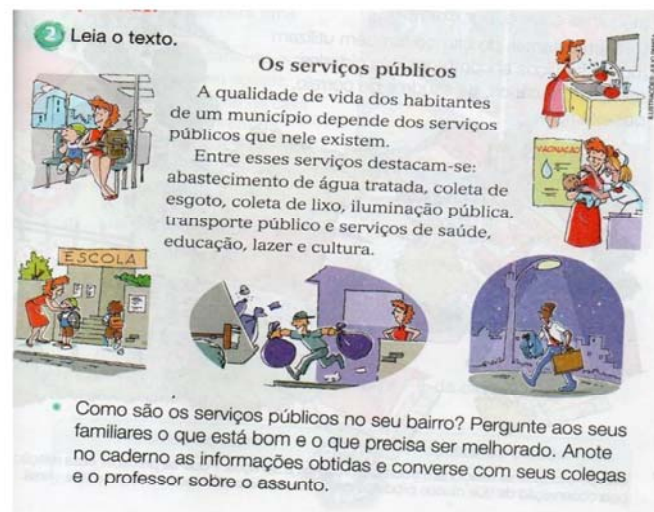 2 Leia o texto.
Os serviços públicos
A qualidade de vida dos habitantes
de um município depende dos serviços
públicos que nele existem.
Entre esses serviços destacam-se:
abastecimento de água tratada, coleta de
esgoto, coleta de lixo, iluminação pública.
transporte público e serviços de saúde,
educação, lazer e cultura.
VACINAÇÃO
ESCOLA
• Como são os serviços públicos no seu bairro? Pergunte aos seus
familiares o que está bom e o que precisa ser melhorado. Anote
no caderno as informações obtidas e converse com seus colegas
e o professor sobre o assunto.